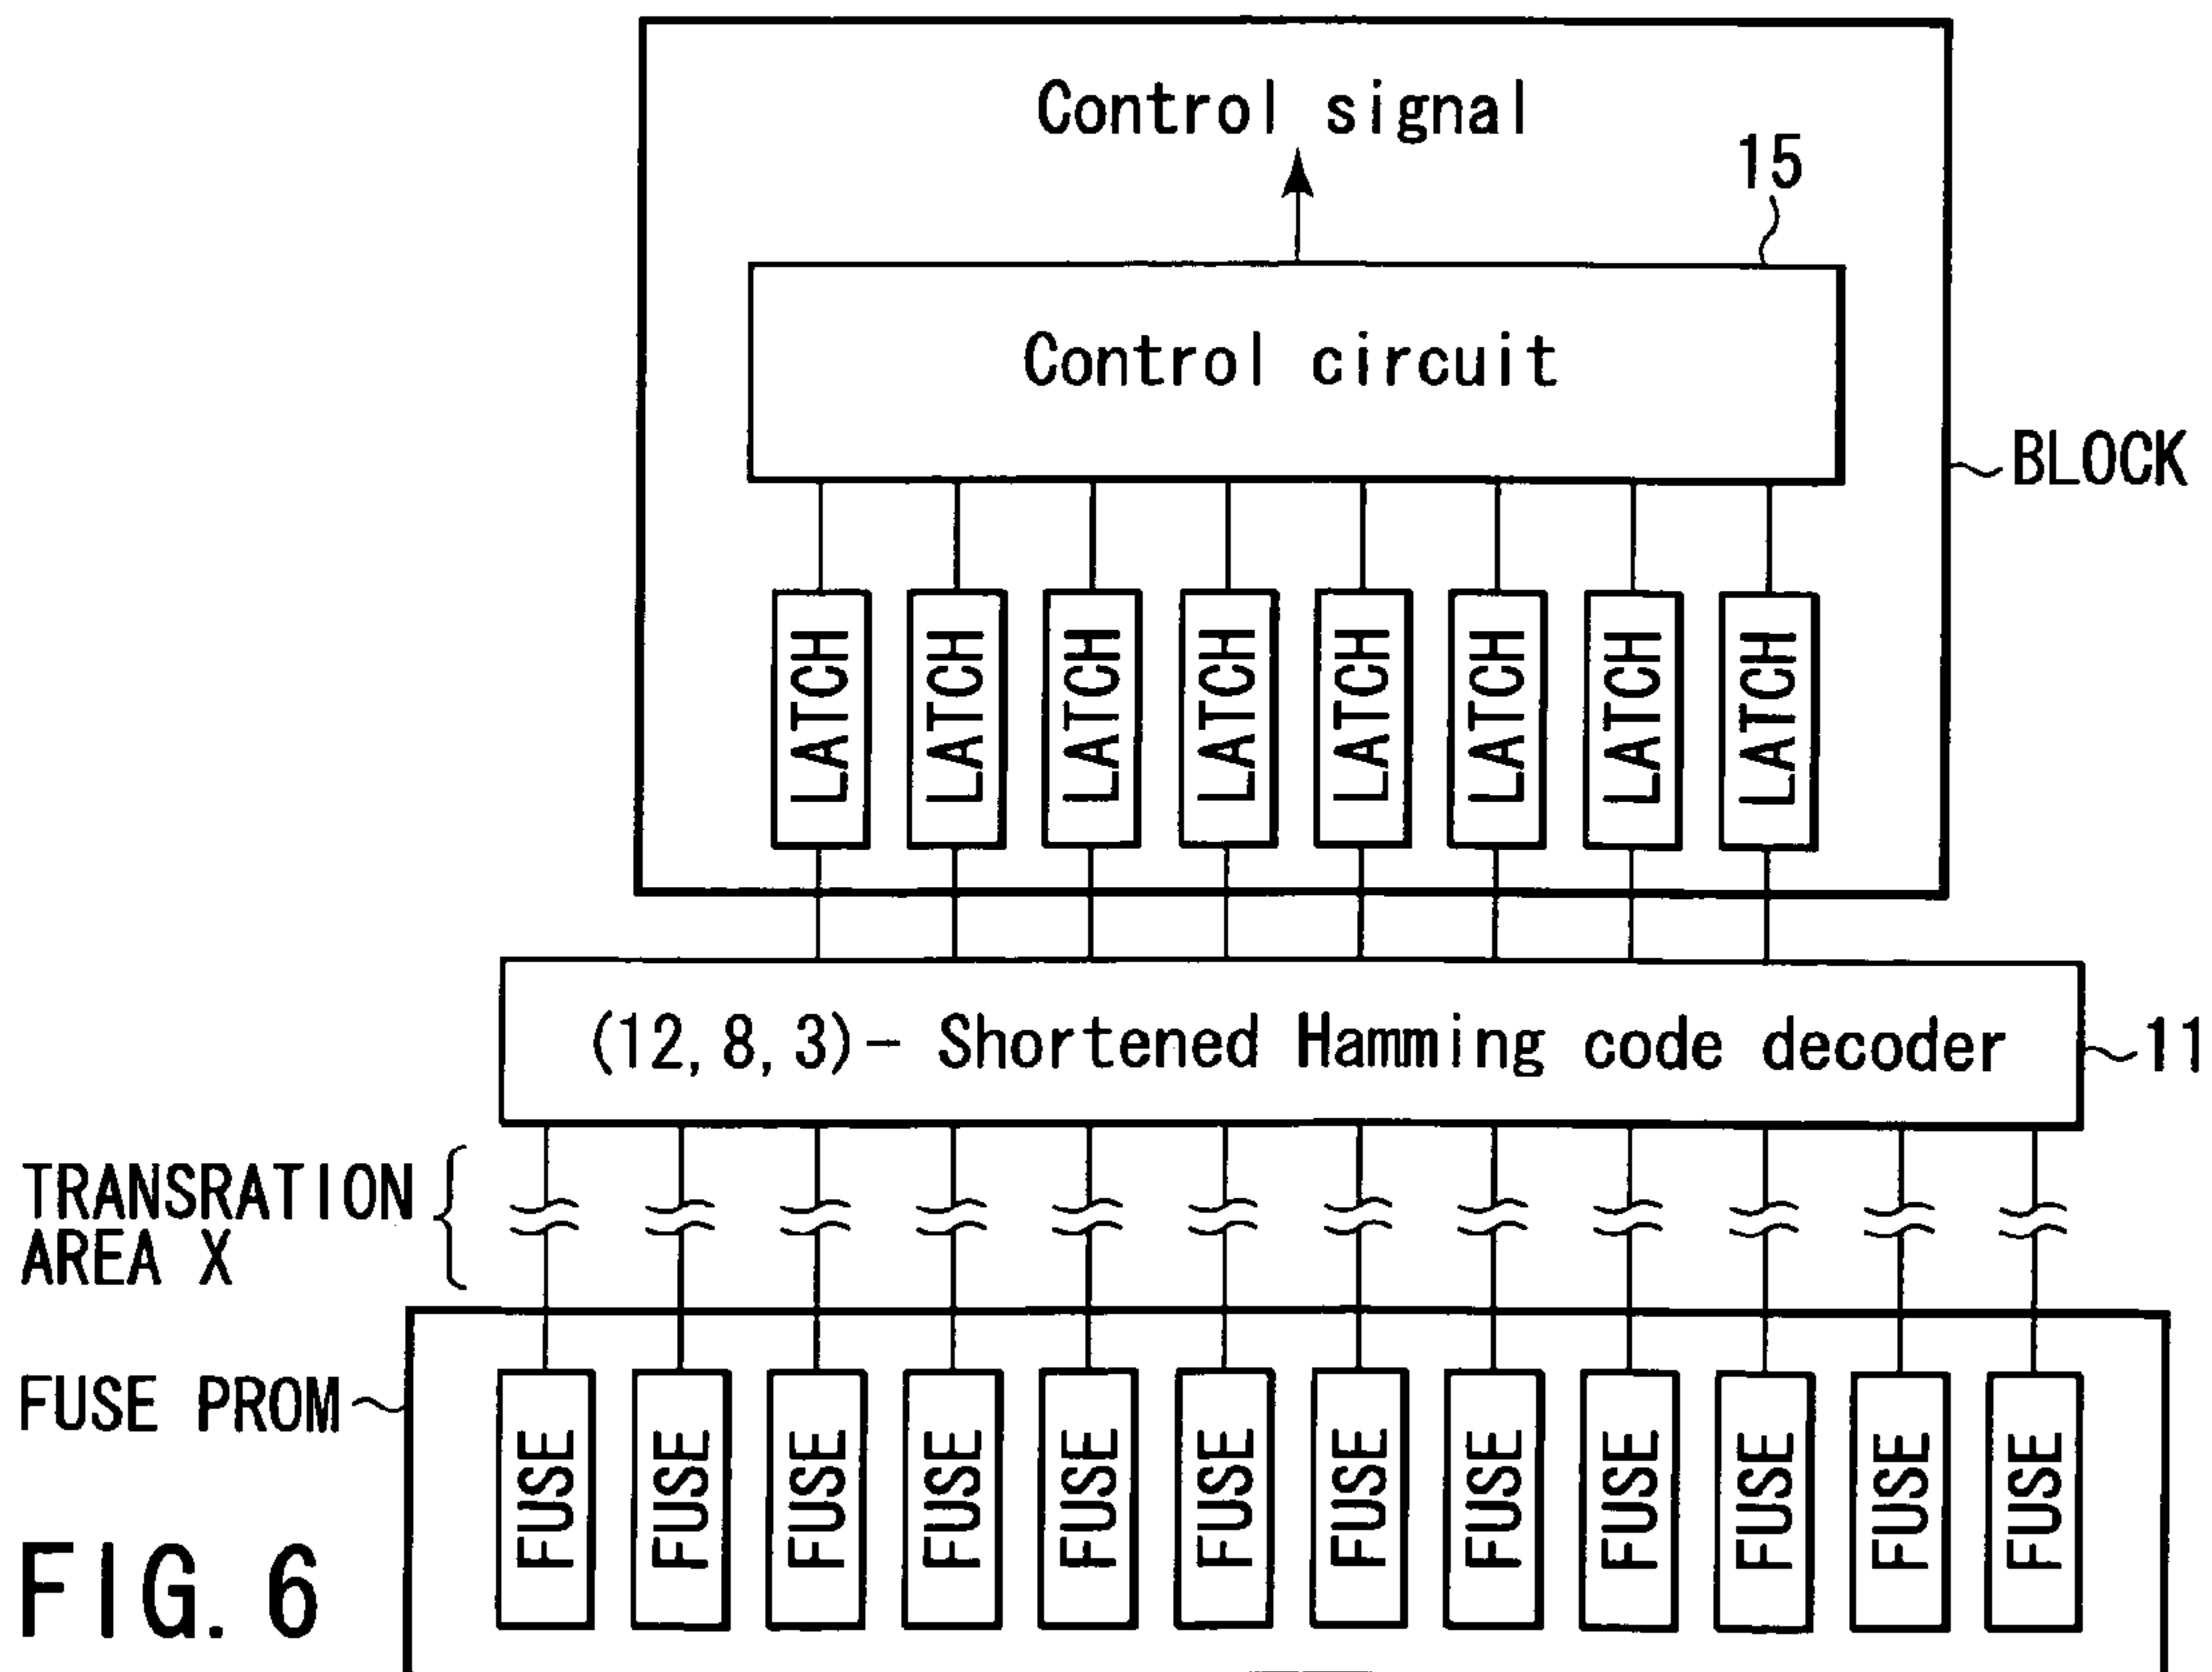 Control signal
15
Control circuit
BLOCK
LATCH LATCH LATCH LATCH LATCH LATCH LATCH LATCH
(12, 8, 3)- Shortened Hamming code decoder
11
TRANSRATION
AREA X
FUSE PROM
FUSE FUSE FUSE FUSE FUSE FUSE FUSE FUSE FUSE FUSE FUSE FUSE
FIG. 6